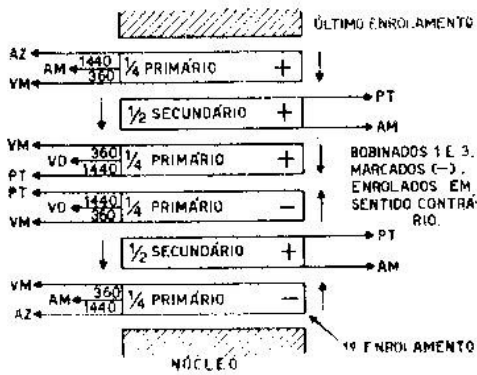 ÚLTIMO ENROLAMENTO
AZ 1440 1/4 PRIMÁRIO +
AM 360
VM
1/2 SECUNDÁRIO + PT
AM
VM 360 1/4 PRIMÁRIO +
VD 1440
PT
BOBINADOS 1 E 3,
MARCADOS (-),
ENROLADOS EM
SENTIDO CONTRÁ-
RIO.
PT 1440 1/4 PRIMÁRIO -
VD 360
VM
1/2 SECUNDÁRIO + PT
AM
VM 360 1/4 PRIMÁRIO -
AM 1440
AZ
NÚCLEO
1º ENROLAMENTO